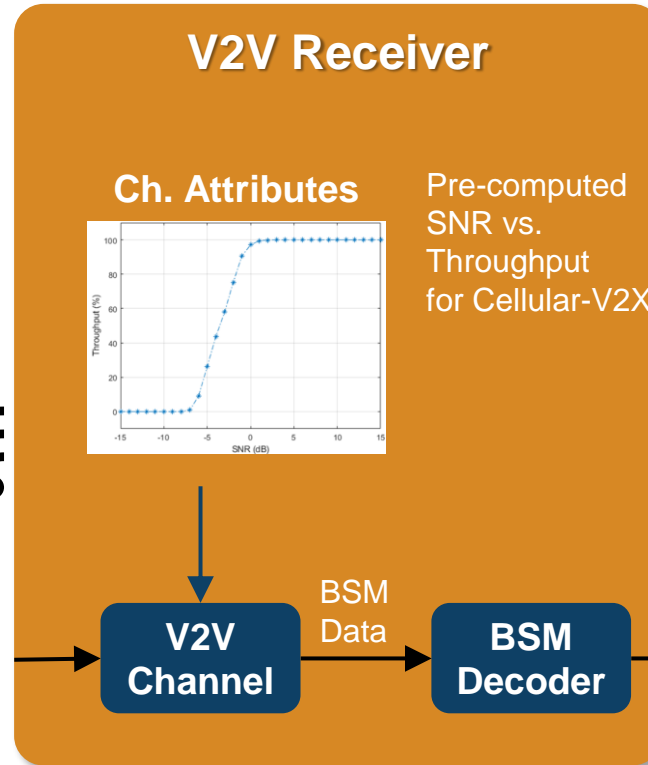 V2V Receiver
Ch. Attributes
Pre-computed
SNR vs.
Throughput
for Cellular-V2X
Throughput (%)
100
80
60
40
20
0
-15 -10 -5 0 5 10 15
SNR (dB)
BSM
Data
V2V
Channel
BSM
Decoder